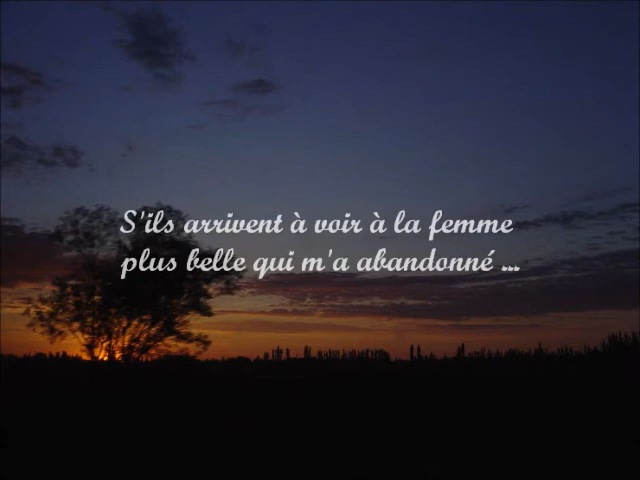 S'ils arrivent à voir à la femme
plus belle qui m'a abandonné ...